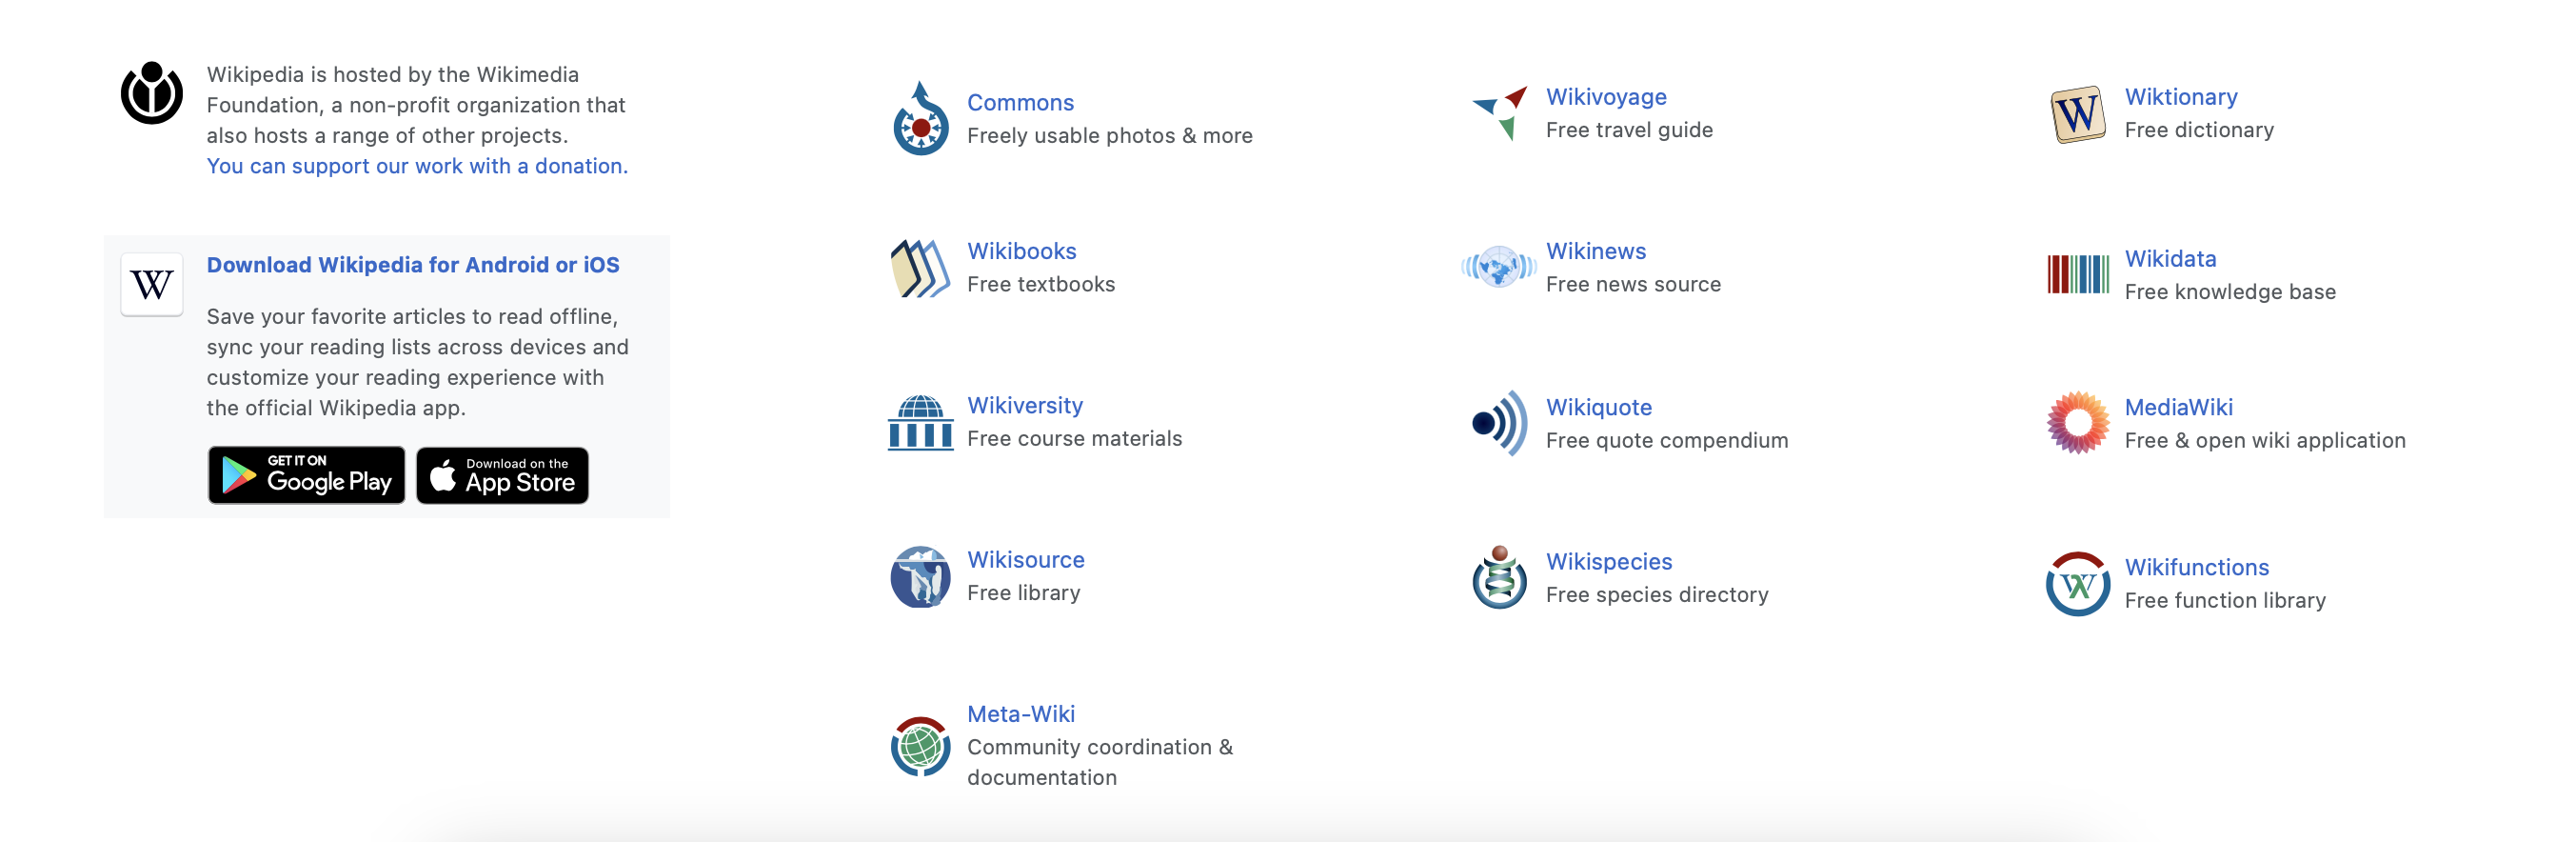 Wikipedia is hosted by the Wikimedia
Foundation, a non-profit organization that
also hosts a range of other projects.
You can support our work with a donation.
W
Download Wikipedia for Android or iOS
Save your favorite articles to read offline,
sync your reading lists across devices and
customize your reading experience with
the official Wikipedia app.
GET IT ON
Google Play
Download on the
App Store
Commons
Freely usable photos & more
Wikivoyage
Free travel guide
W
Wiktionary
Free dictionary
Wikibooks
Free textbooks
Wikinews
Free news source
Wikidata
Free knowledge base
Wikiversity
Free course materials
Wikiquote
Free quote compendium
MediaWiki
Free & open wiki application
Wikisource
Free library
Wikispecies
Free species directory
Wikifunctions
Free function library
Meta-Wiki
Community coordination &
documentation